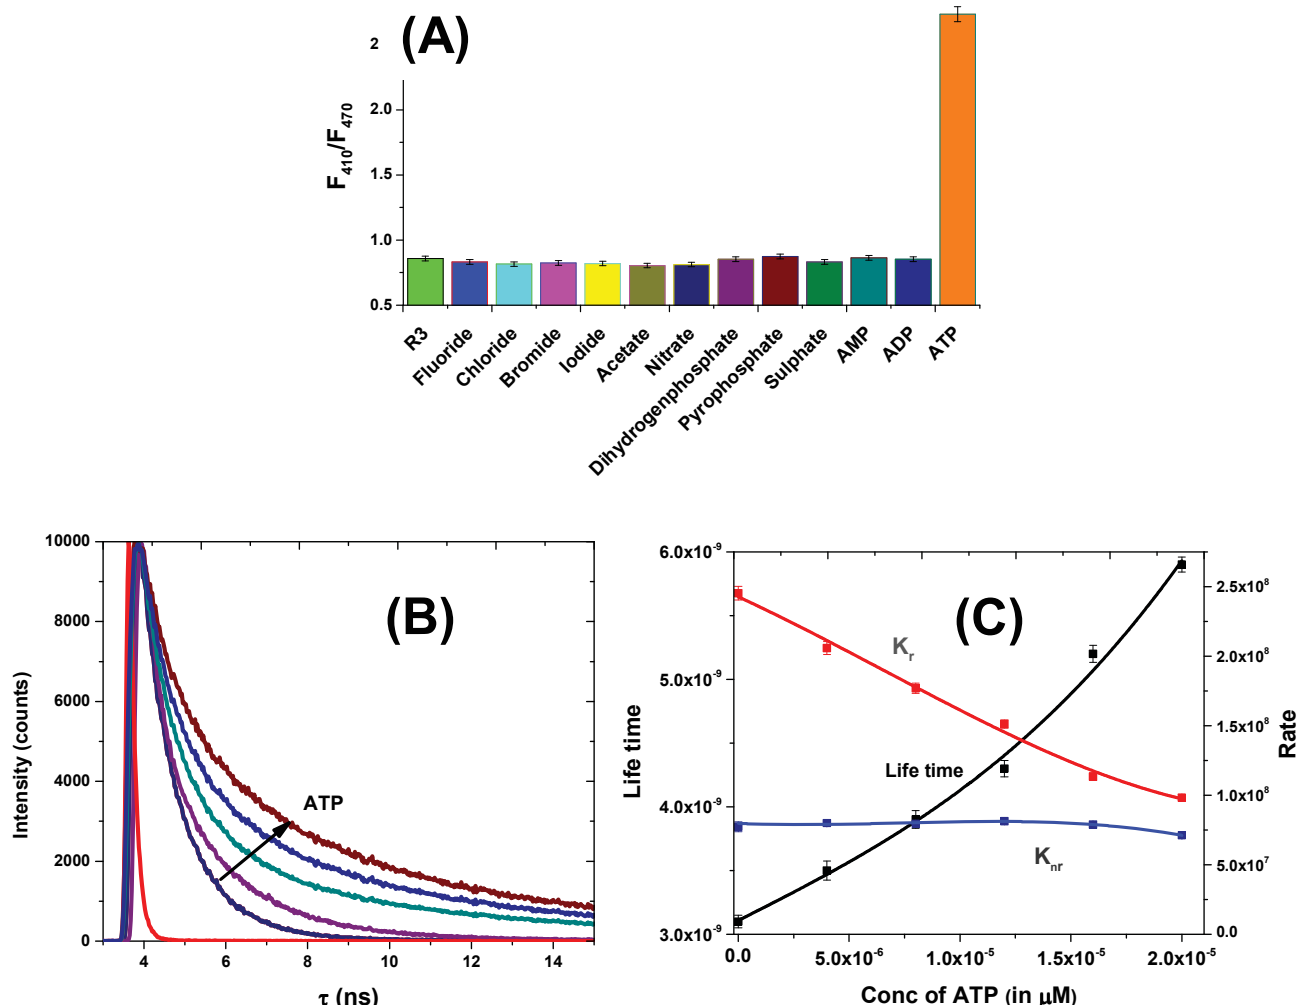 (A)
2
2.0
1.5
1.0
0.5
F410/F470
R3
Fluoride
Chloride
Bromide
Iodide
Acetate
Nitrate
Dihydrogenphosphate
Pyrophosphate
Sulphate
AMP
ADP
ATP
(B)
10000
8000
6000
4000
2000
0
Intensity (counts)
ATP
4 6 8 10 12 14
τ (ns)
(C)
6.0x10-9
5.0x10-9
4.0x10-9
3.0x10-9
Life time
Kr
Life time
Knr
2.5x10⁸
2.0x10⁸
1.5x10⁸
1.0x10⁸
5.0x10⁷
0.0
Rate
0.0 5.0x10-6 1.0x10-5 1.5x10-5 2.0x10-5
Conc of ATP (in μM)